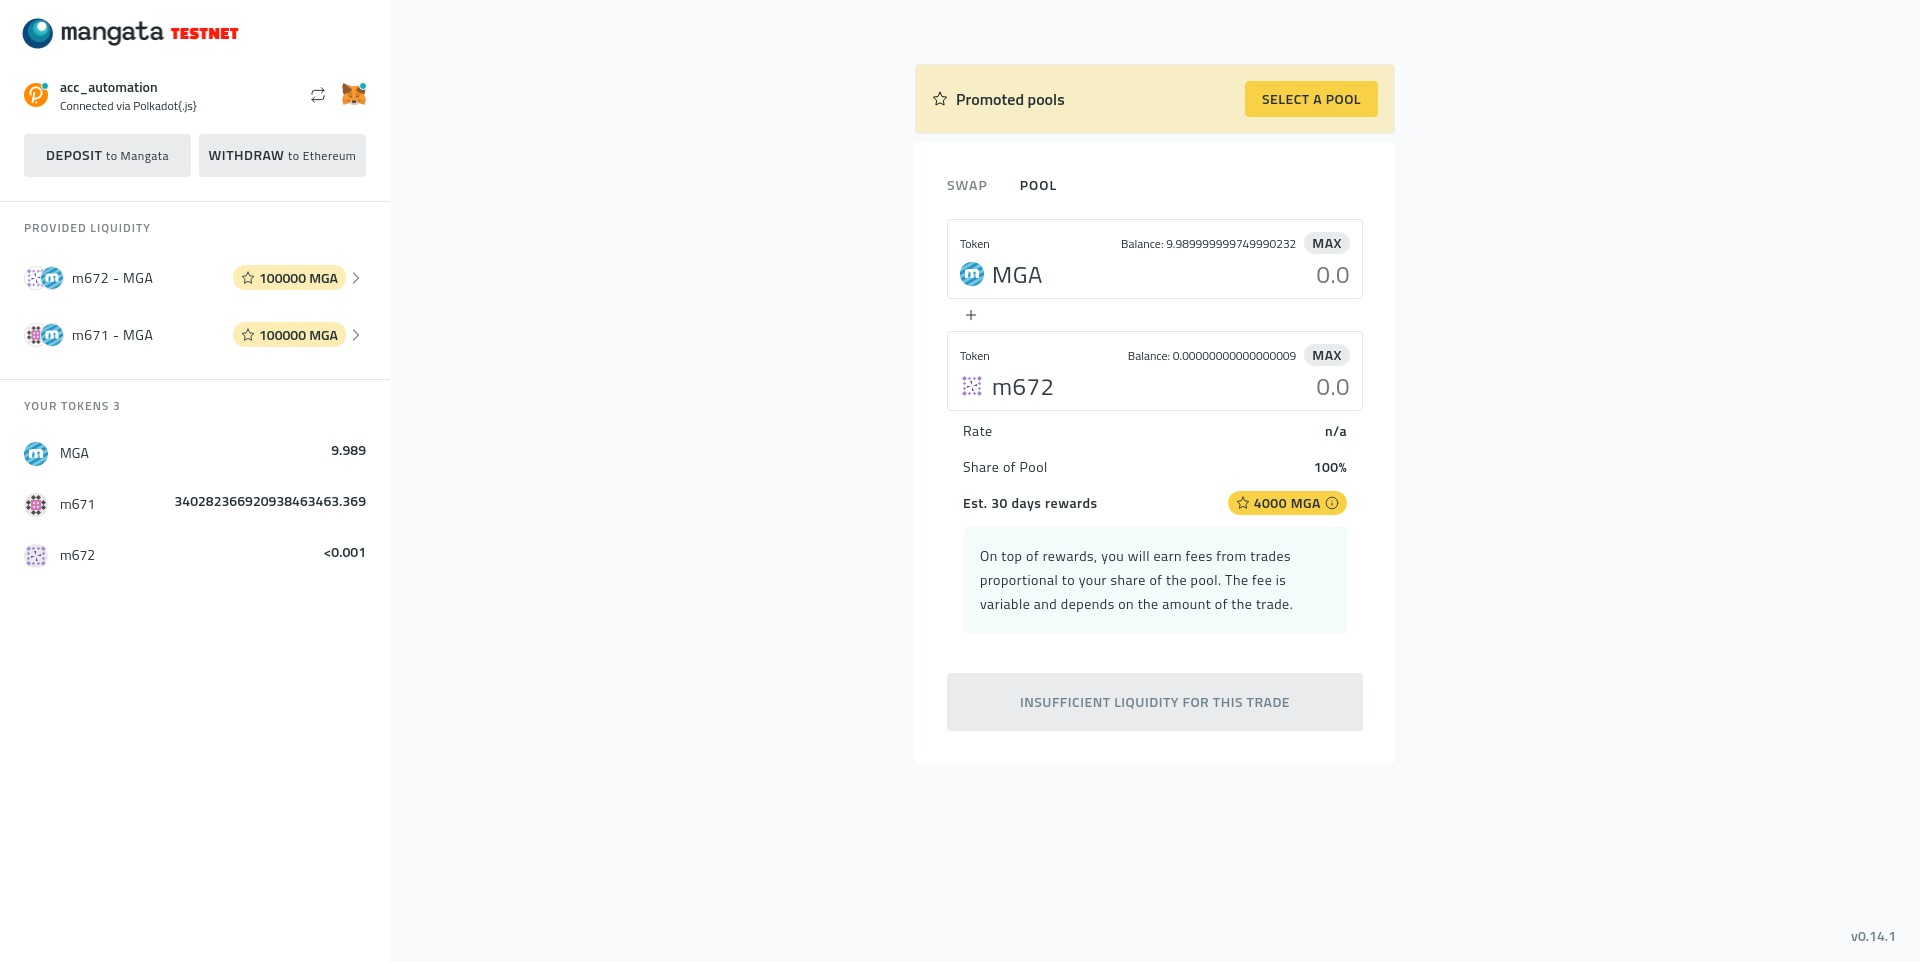 mangata TESTNET
acc_automation
Connected via Polkadot{.js}
DEPOSIT to Mangata
WITHDRAW to Ethereum
PROVIDED LIQUIDITY
m672 - MGA
100000 MGA
m671 - MGA
100000 MGA
YOUR TOKENS 3
MGA
9.989
m671
340282366920938463463.369
m672
<0.001
Promoted pools
SELECT A POOL
SWAP
POOL
Token
Balance: 9.989999999749990232
MAX
MGA
0.0
+
Token
Balance: 0.00000000000000009
MAX
m672
0.0
Rate
n/a
Share of Pool
100%
Est. 30 days rewards
4000 MGA
On top of rewards, you will earn fees from trades
proportional to your share of the pool. The fee is
variable and depends on the amount of the trade.
INSUFFICIENT LIQUIDITY FOR THIS TRADE
v0.14.1